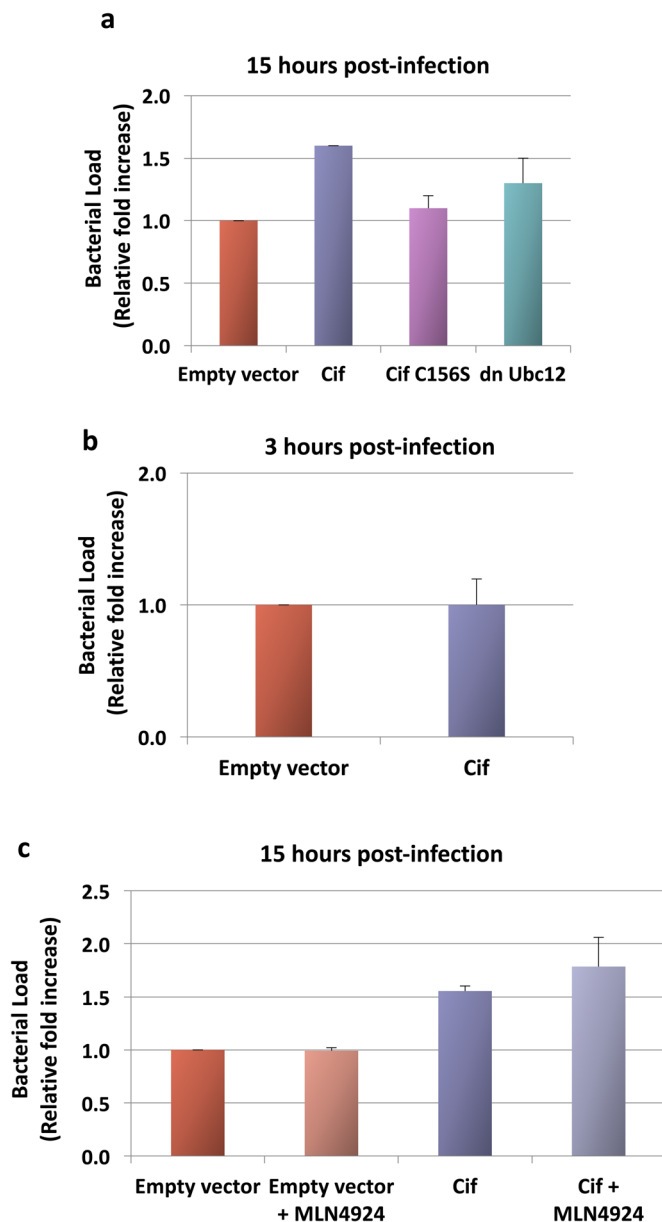 a
15 hours post-infection
Bacterial Load
(Relative fold increase)
2.0
1.5
1.0
0.5
0.0
Empty vector Cif Cif C156S dn Ubc12
b
3 hours post-infection
Bacterial Load
(Relative fold increase)
2.0
1.0
0.0
Empty vector Cif
c
15 hours post-infection
Bacterial Load
(Relative fold increase)
2.5
2.0
1.5
1.0
0.5
0.0
Empty vector Empty vector Cif Cif +
+ MLN4924 MLN4924